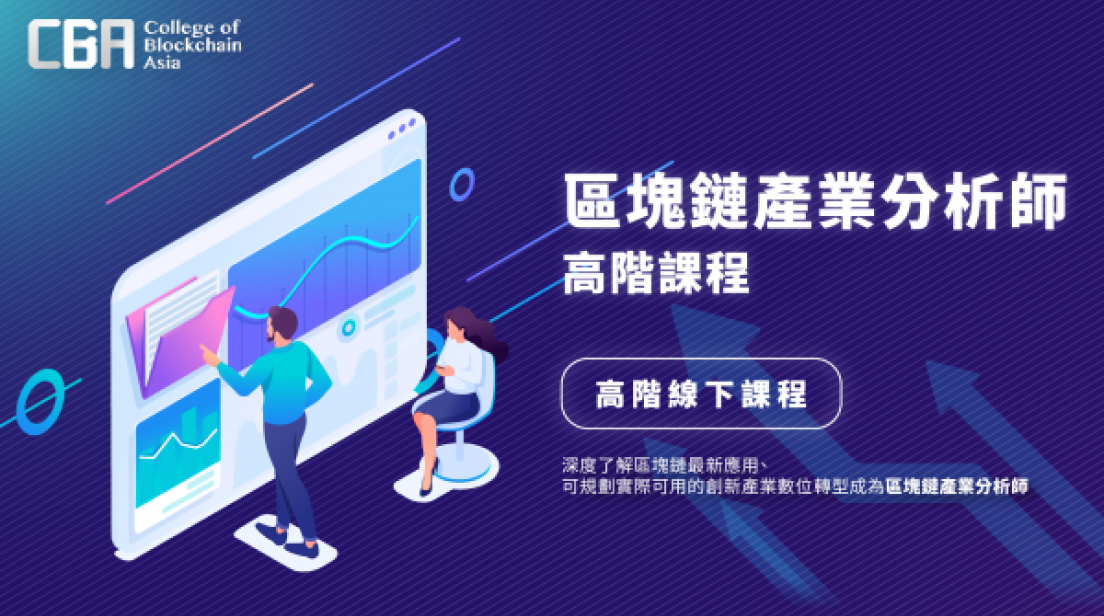 CBA
College of
Blockchain
Asia
區塊鏈產業分析師
高階課程
高階線下課程
深度了解區塊鏈最新應用、
可規劃實際可用的創新產業數位轉型成為區塊鏈產業分析師